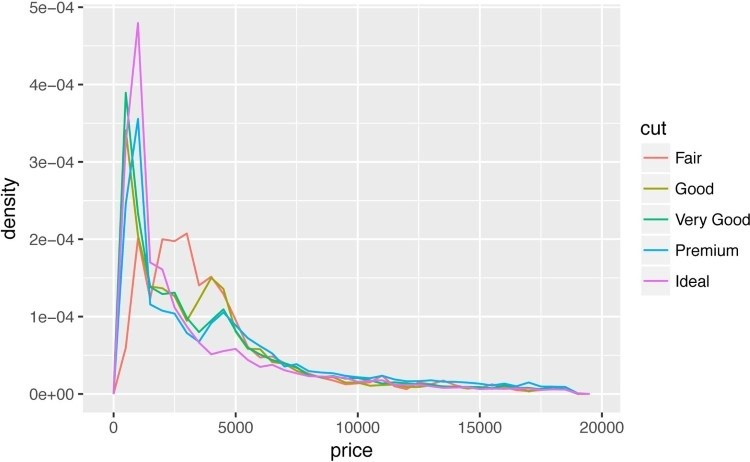 5e−04
4e−04
3e−04
2e−04
1e−04
0e+00
density
0 5000 10000 15000 20000
price
cut
Fair
Good
Very Good
Premium
Ideal